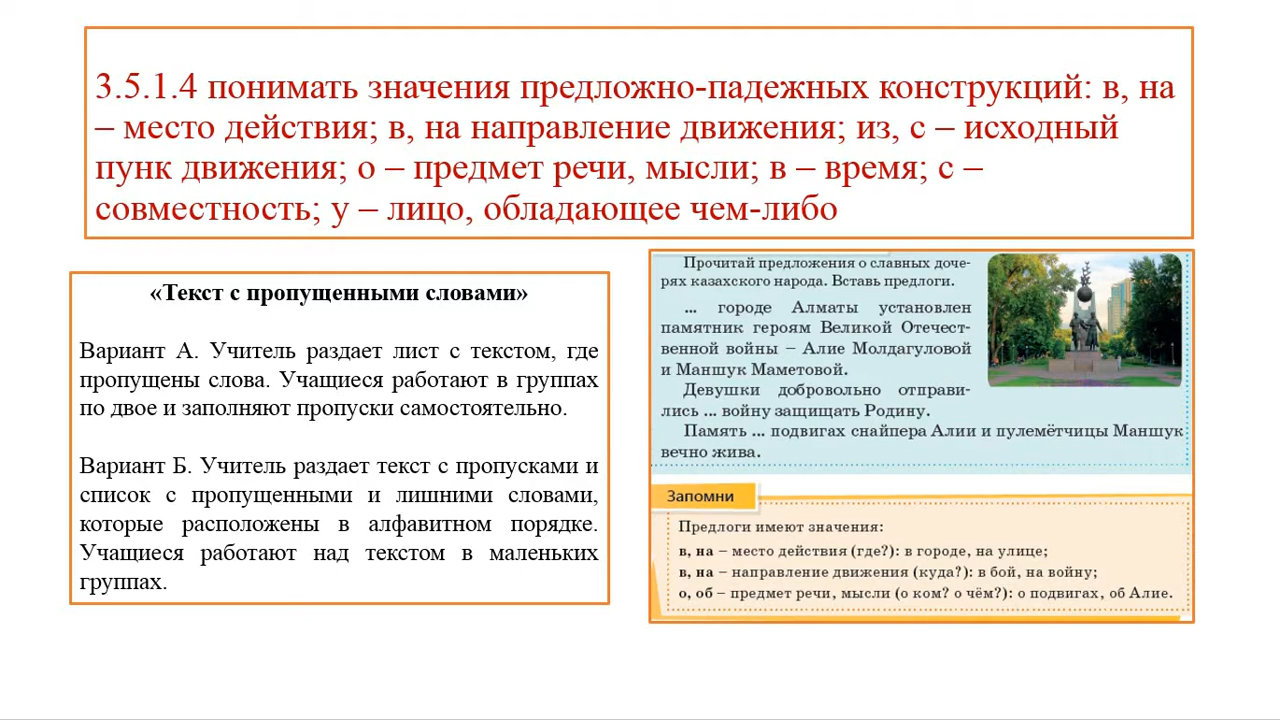 3.5.1.4 понимать значения предложно-падежных конструкций: в, на
– место действия; в, на направление движения; из, с – исходный
пунк движения; о – предмет речи, мысли; в – время; с –
совместность; у – лицо, обладающее чем-либо
«Текст с пропущенными словами»
Вариант А. Учитель раздает лист с текстом, где
пропущены слова. Учащиеся работают в группах
по двое и заполняют пропуски самостоятельно.
Вариант Б. Учитель раздает текст с пропусками и
список с пропущенными и лишними словами,
которые расположены в алфавитном порядке.
Учащиеся работают над текстом в маленьких
группах.
Прочитай предложения о славных доче-
рях казахского народа. Вставь предлоги.
... городе Алматы установлен
памятник героям Великой Отечест-
венной войны – Алие Молдагуловой
и Маншук Маметовой.
Девушки добровольно отправи-
лись ... войну защищать Родину.
Память ... подвигах снайпера Алии и пулемётчицы Маншук
вечно жива.
Запомни
Предлоги имеют значения:
в, на – место действия (где?): в городе, на улице;
в, на – направление движения (куда?): в бой, на войну;
о, об – предмет речи, мысли (о ком? о чём?): о подвигах, об Алие.